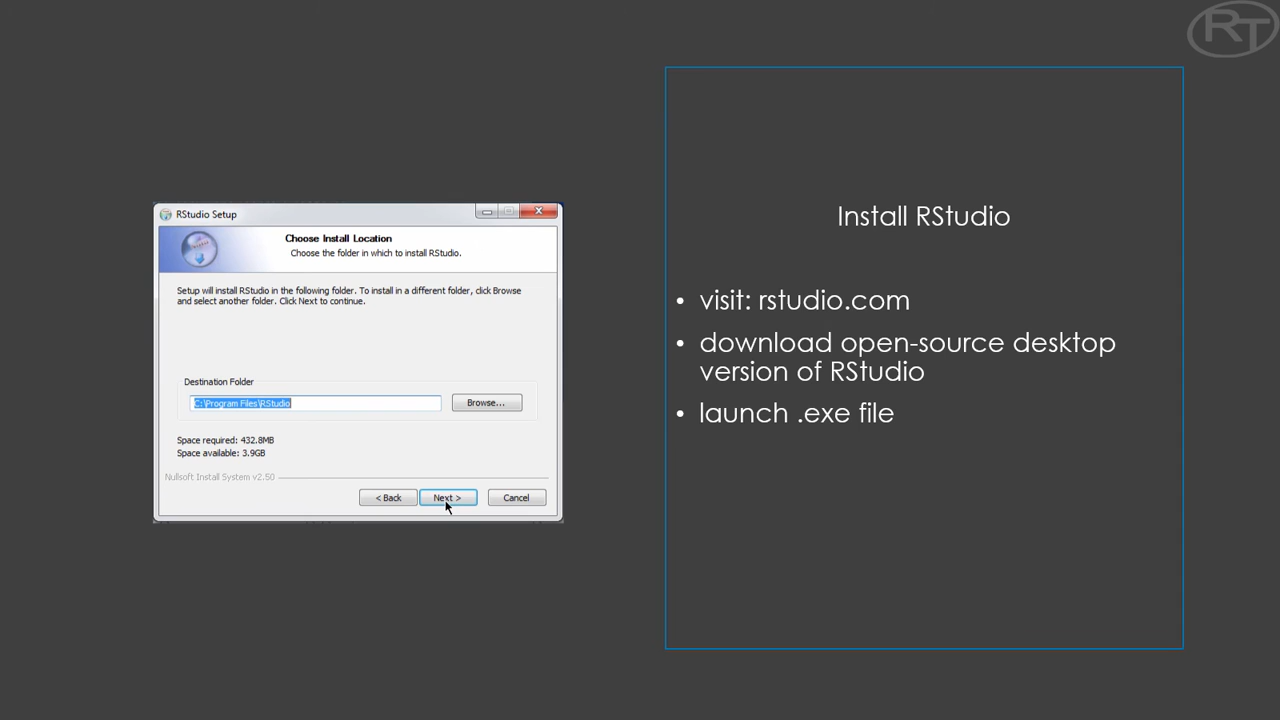 RT
RStudio Setup
Choose Install Location
Choose the folder in which to install RStudio.
Setup will install RStudio in the following folder. To install in a different folder, click Browse
and select another folder. Click Next to continue.
Destination Folder
C:\Program Files\RStudio
Browse...
Space required: 432.8MB
Space available: 3.9GB
Nullsoft Install System v2.50
< Back
Next >
Cancel
Install RStudio
• visit: rstudio.com
• download open-source desktop
version of RStudio
• launch .exe file